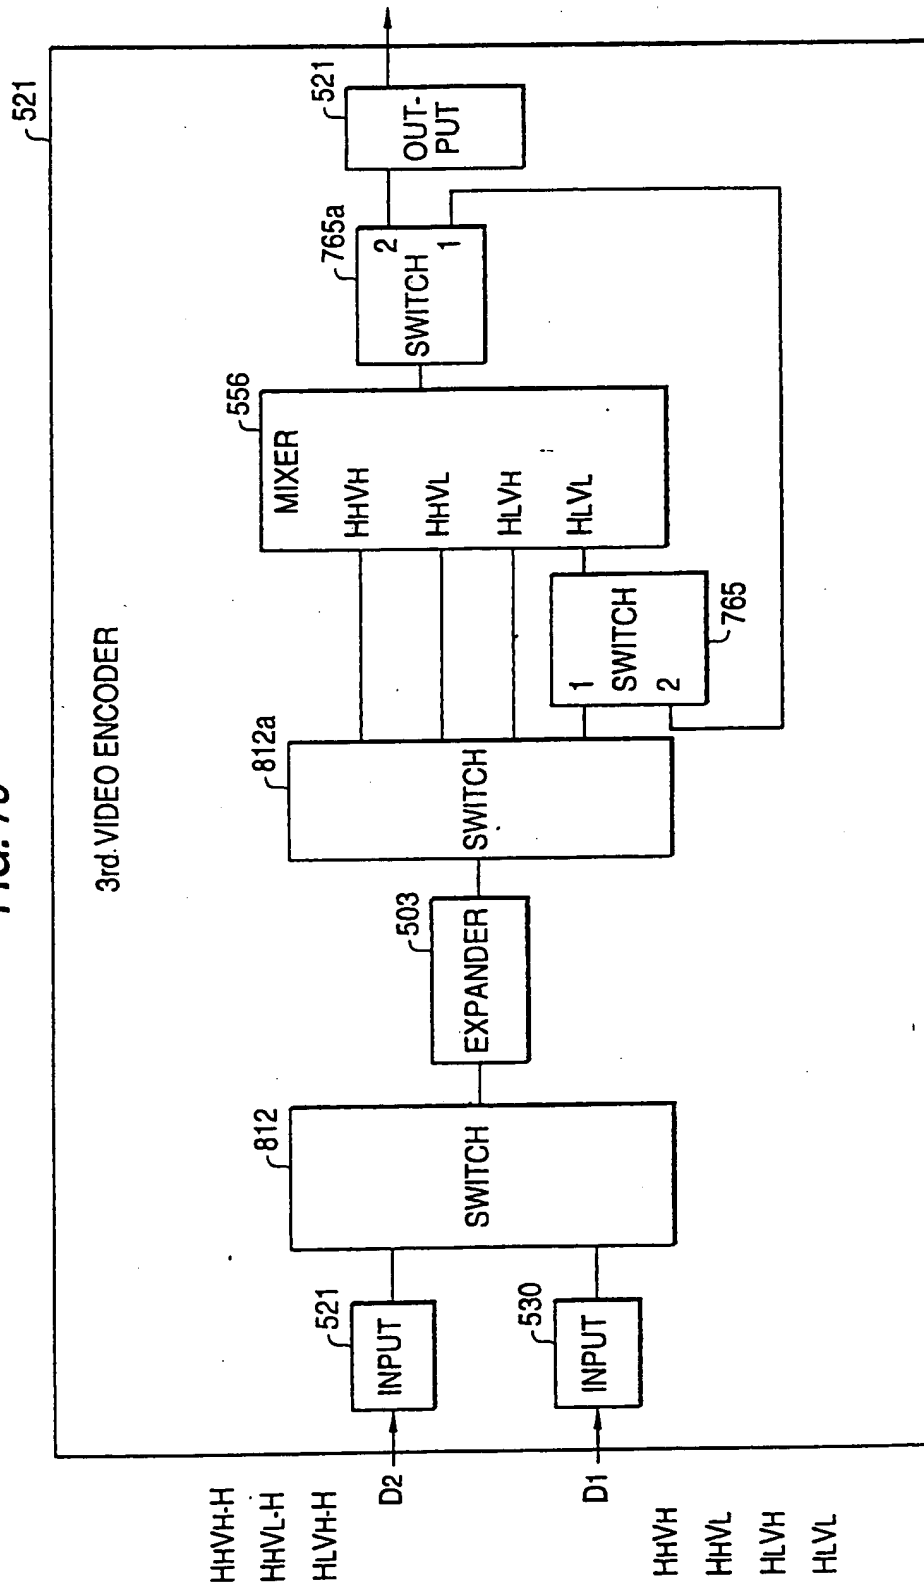 3rd. VIDEO ENCODER
521
HHVH-H
HHVL-H
HLVH-H
D2
D1
HHVH
HHVL
HLVH
HLVL
521
INPUT
530
INPUT
812
SWITCH
503
EXPANDER
812a
SWITCH
1
2
SWITCH
765
556
MIXER
HHVH
HHVL
HLVH
HLVL
765a
SWITCH
2
1
521
OUT-
PUT